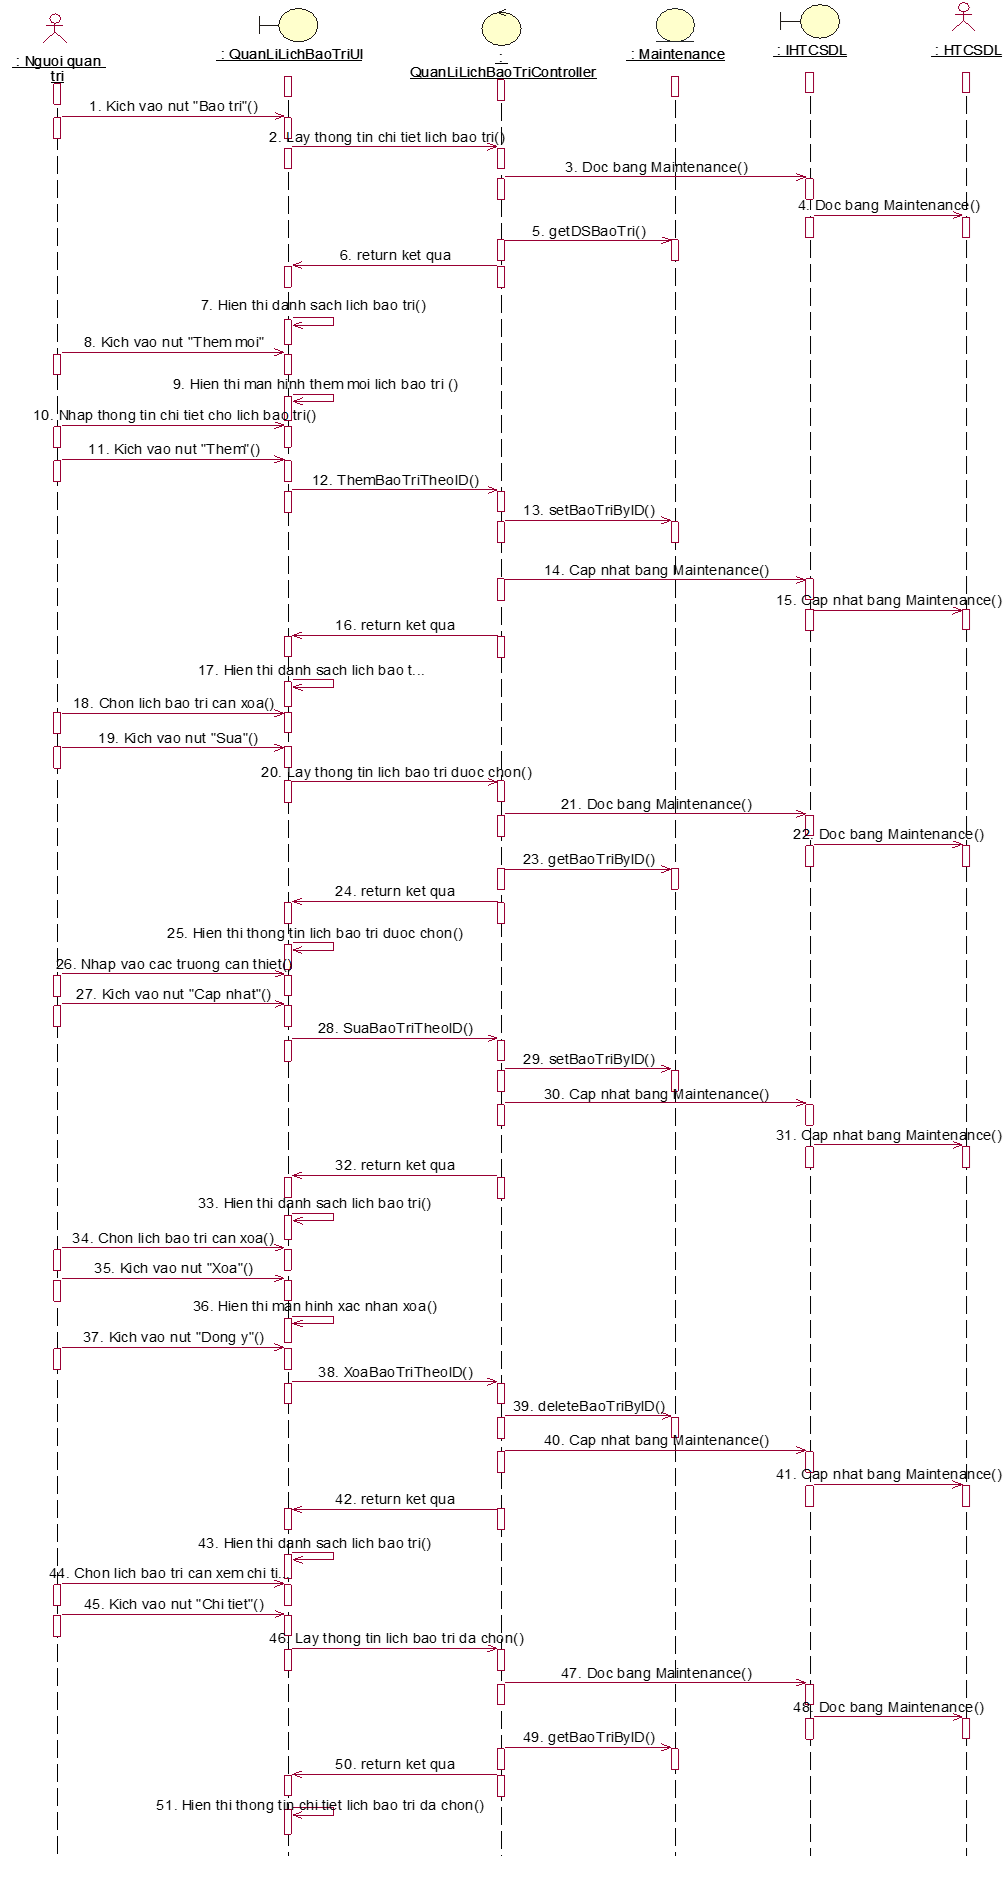 : Nguoi quan
tri
: QuanLiLichBaoTriUI
:
QuanLiLichBaoTriController
: Maintenance
: IHTCSDL
: HTCSDL
1. Kich vao nut "Bao tri"()
2. Lay thong tin chi tiet lich bao tri()
3. Doc bang Maintenance()
4. Doc bang Maintenance()
5. getDSBaoTri()
6. return ket qua
7. Hien thi danh sach lich bao tri()
8. Kich vao nut "Them moi"
9. Hien thi man hinh them moi lich bao tri ()
10. Nhap thong tin chi tiet cho lich bao tri()
11. Kich vao nut "Them"()
12. ThemBaoTriTheoID()
13. setBaoTriByID()
14. Cap nhat bang Maintenance()
15. Cap nhat bang Maintenance()
16. return ket qua
17. Hien thi danh sach lich bao t...
18. Chon lich bao tri can xoa()
19. Kich vao nut "Sua"()
20. Lay thong tin lich bao tri duoc chon()
21. Doc bang Maintenance()
22. Doc bang Maintenance()
23. getBaoTriByID()
24. return ket qua
25. Hien thi thong tin lich bao tri duoc chon()
26. Nhap vao cac truong can thiet()
27. Kich vao nut "Cap nhat"()
28. SuaBaoTriTheoID()
29. setBaoTriByID()
30. Cap nhat bang Maintenance()
31. Cap nhat bang Maintenance()
32. return ket qua
33. Hien thi danh sach lich bao tri()
34. Chon lich bao tri can xoa()
35. Kich vao nut "Xoa"()
36. Hien thi man hinh xac nhan xoa()
37. Kich vao nut "Dong y"()
38. XoaBaoTriTheoID()
39. deleteBaoTriByID()
40. Cap nhat bang Maintenance()
41. Cap nhat bang Maintenance()
42. return ket qua
43. Hien thi danh sach lich bao tri()
44. Chon lich bao tri can xem chi ti...
45. Kich vao nut "Chi tiet"()
46. Lay thong tin lich bao tri da chon()
47. Doc bang Maintenance()
48. Doc bang Maintenance()
49. getBaoTriByID()
50. return ket qua
51. Hien thi thong tin chi tiet lich bao tri da chon()